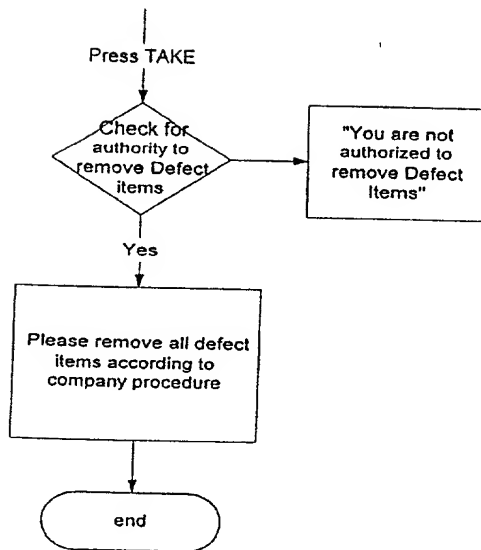 Press TAKE
Check for
authority to
remove Defect
items
"You are not
authorized to
remove Defect
Items"
Yes
Please remove all defect
items according to
company procedure
end